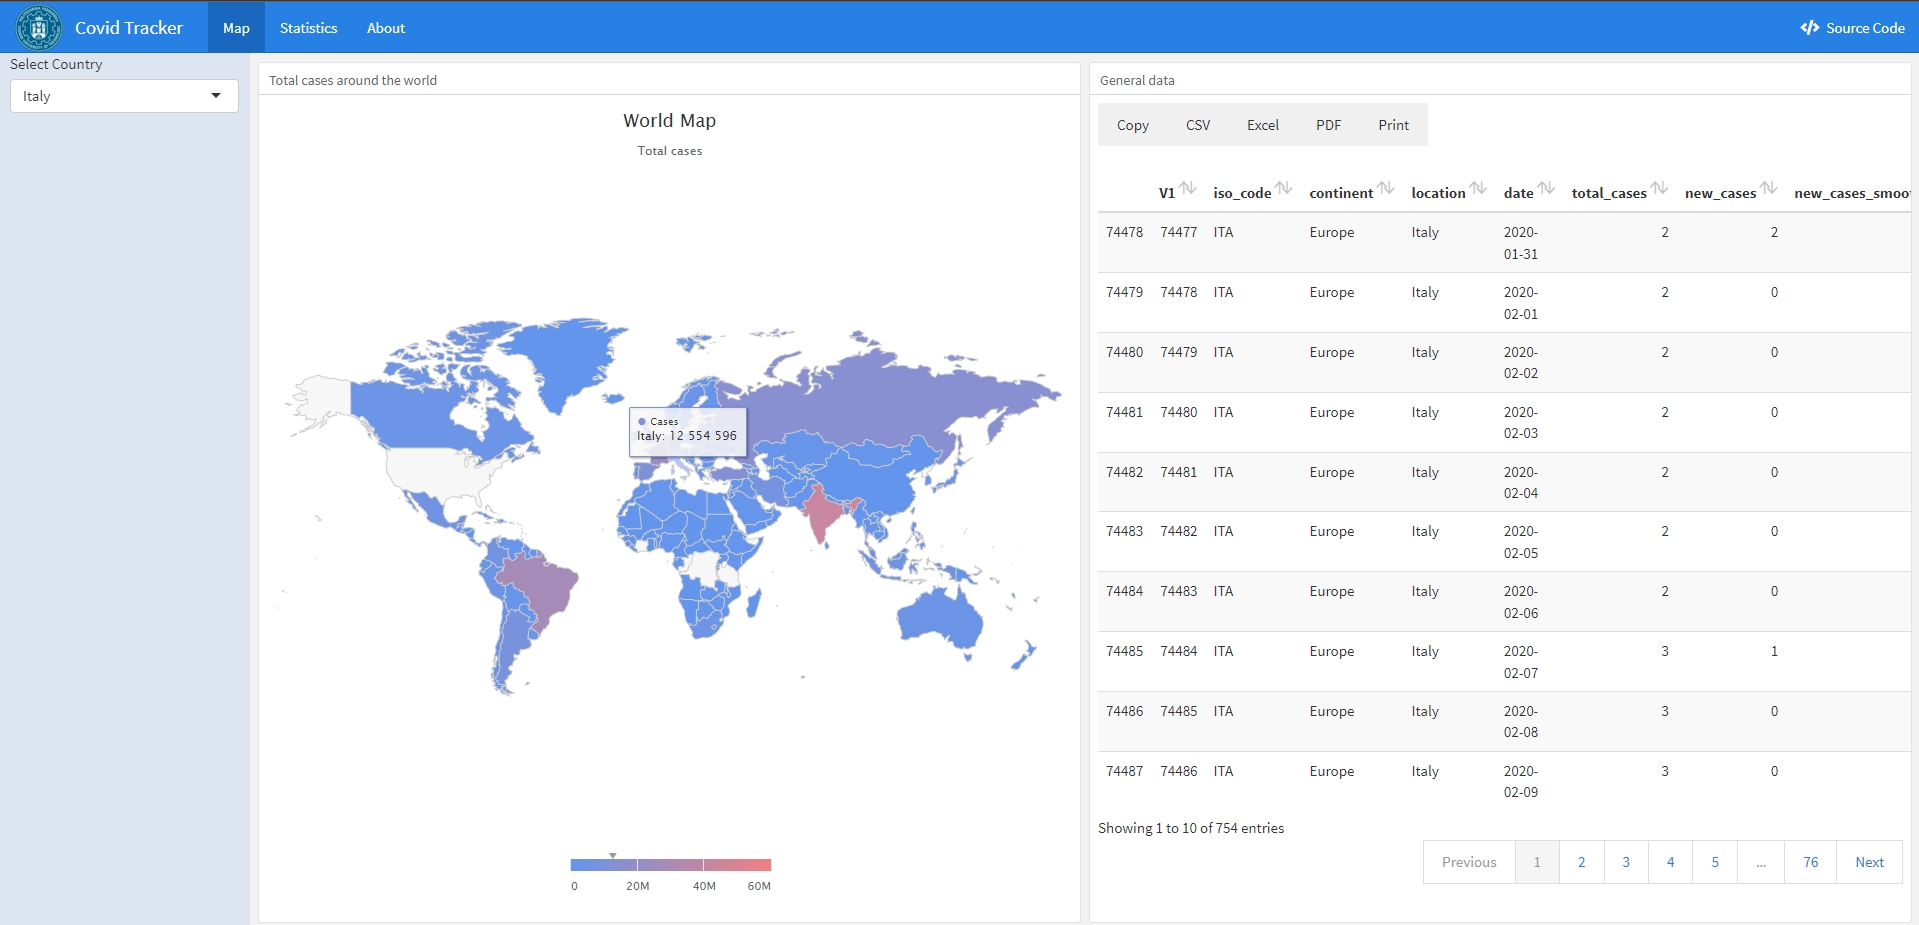 Covid Tracker Map Statistics About Source Code
Select Country
Italy
Total cases around the world
World Map
Total cases
Cases
Italy: 12 554 596
0 20M 40M 60M
General data
Copy CSV Excel PDF Print
V1 iso_code continent location date total_cases new_cases new_cases_smoo
74478 74477 ITA Europe Italy 2020- 2 2
01-31
74479 74478 ITA Europe Italy 2020- 2 0
02-01
74480 74479 ITA Europe Italy 2020- 2 0
02-02
74481 74480 ITA Europe Italy 2020- 2 0
02-03
74482 74481 ITA Europe Italy 2020- 2 0
02-04
74483 74482 ITA Europe Italy 2020- 2 0
02-05
74484 74483 ITA Europe Italy 2020- 2 0
02-06
74485 74484 ITA Europe Italy 2020- 3 1
02-07
74486 74485 ITA Europe Italy 2020- 3 0
02-08
74487 74486 ITA Europe Italy 2020- 3 0
02-09
Showing 1 to 10 of 754 entries
Previous 1 2 3 4 5 ... 76 Next